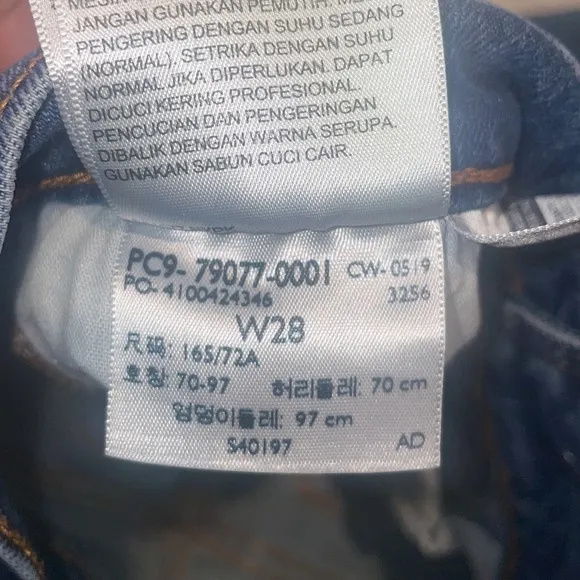 JANGAN GUNAKAN PEMUTIH.
PENGERING DENGAN SUHU SEDANG
(NORMAL). SETRIKA DENGAN SUHU
NORMAL JIKA DIPERLUKAN. DAPAT
DICUCI KERING PROFESIONAL.
PENCUCIAN DAN PENGERINGAN
DIBALIK DENGAN WARNA SERUPA.
GUNAKAN SABUN CUCI CAIR.
PC9- 79077-0001 CW- 0519
PO- 4100424346 3256
W28
尺码: 165/72A
호칭: 70-97 허리둘레: 70 cm
엉덩이둘레: 97 cm
S40197 AD